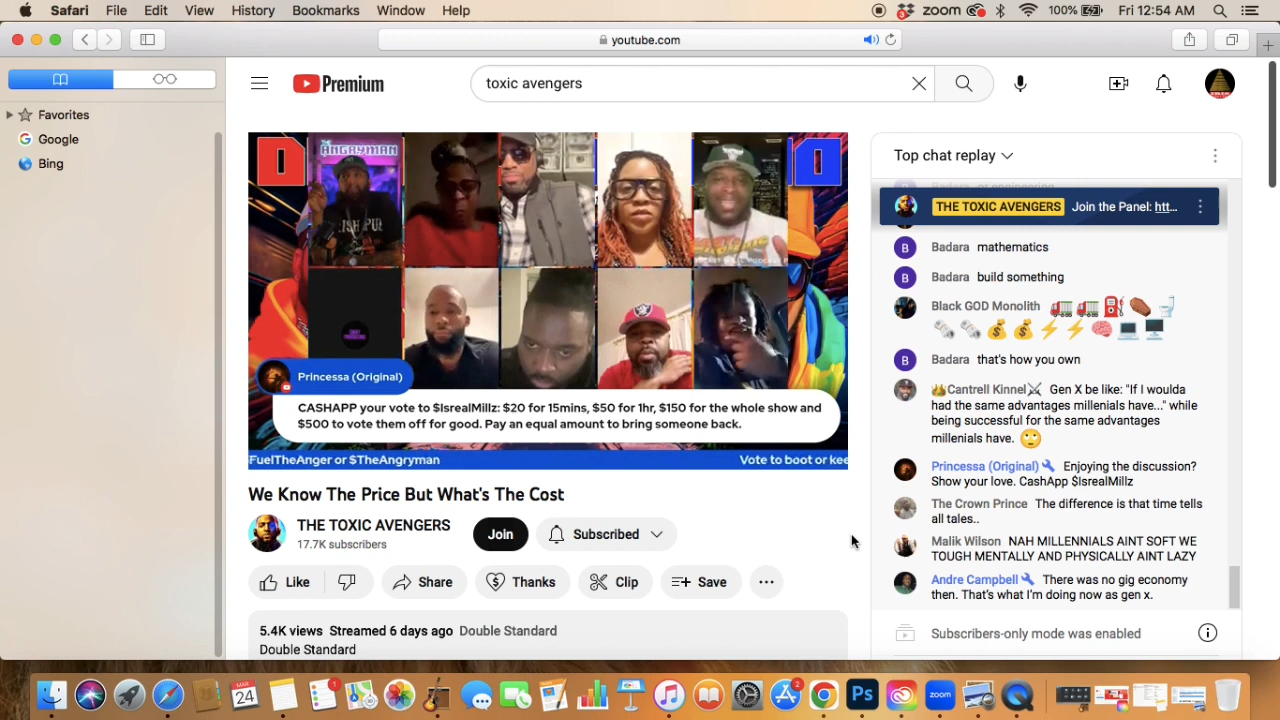 Safari File Edit View History Bookmarks Window Help
3 zoom 100% Fri 12:54 AM
youtube.com
Favorites
Google
Bing
Premium
toxic avengers
ANGRYMAN
Princessa (Original)
CASHAPP your vote to $IsrealMillz: $20 for 15mins, $50 for 1hr, $150 for the whole show and
$500 to vote them off for good. Pay an equal amount to bring someone back.
FuelTheAnger or $TheAngryman
Vote to boot or kee
We Know The Price But What's The Cost
THE TOXIC AVENGERS
17.7K subscribers
Join
Subscribed
Like
Share
Thanks
Clip
Save
5.4K views Streamed 6 days ago Double Standard
Double Standard
Top chat replay
THE TOXIC AVENGERS Join the Panel: htt...
Badara mathematics
Badara build something
Black GOD Monolith
Badara that's how you own
Cantrell Kinnel Gen X be like: "If I woulda
had the same advantages millenials have..." while
being successful for the same advantages
millenials have.
Princessa (Original) Enjoying the discussion?
Show your love. CashApp $IsrealMillz
The Crown Prince The difference is that time tells
all tales..
Malik Wilson NAH MILLENNIALS AINT SOFT WE
TOUGH MENTALLY AND PHYSICALLY AINT LAZY
Andre Campbell There was no gig economy
then. That's what I'm doing now as gen x.
Subscribers-only mode was enabled
MAR
24
1
2
Ps
zoom